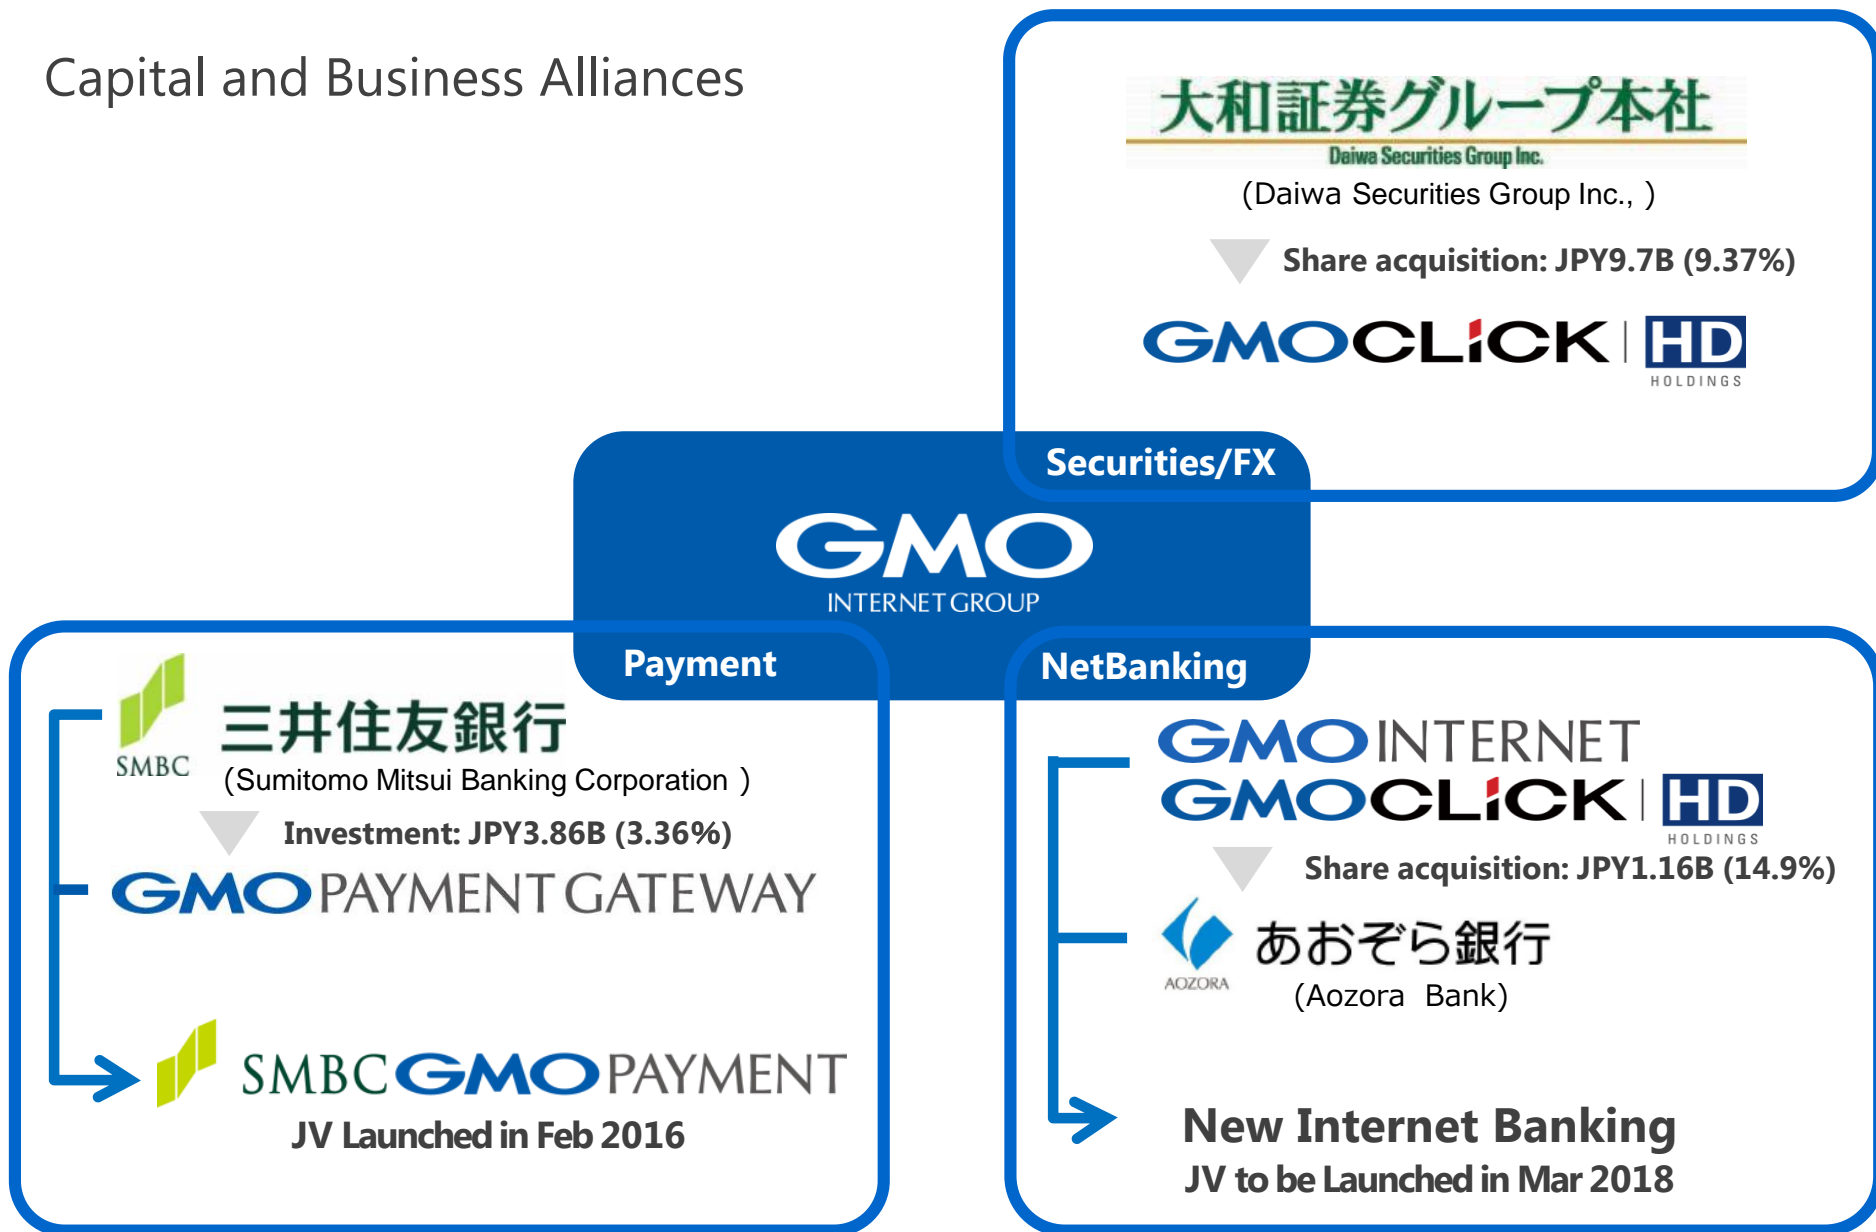 Capital and Business Alliances
大和証券グループ本社
Daiwa Securities Group Inc.
(Daiwa Securities Group Inc., )
Share acquisition: JPY9.7B (9.37%)
GMOCLICK HD
HOLDINGS
Securities/FX
GMO
INTERNET GROUP
Payment
NetBanking
三井住友銀行
SMBC
(Sumitomo Mitsui Banking Corporation )
Investment: JPY3.86B (3.36%)
GMO PAYMENT GATEWAY
SMBC GMO PAYMENT
JV Launched in Feb 2016
GMO INTERNET
GMOCLICK HD
HOLDINGS
Share acquisition: JPY1.16B (14.9%)
あおぞら銀行
AOZORA
(Aozora Bank)
New Internet Banking
JV to be Launched in Mar 2018